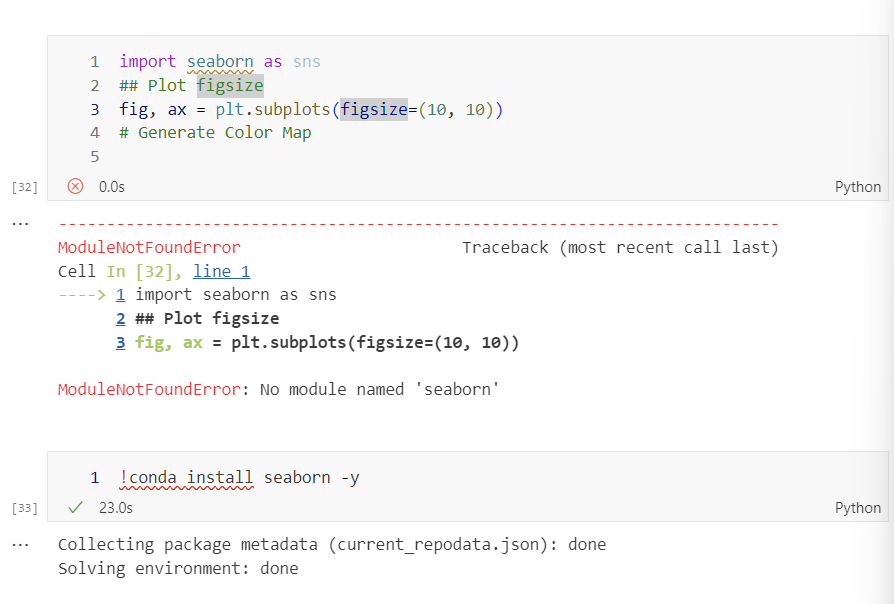 1 import seaborn as sns
2 ## Plot figsize
3 fig, ax = plt.subplots(figsize=(10, 10))
4 # Generate Color Map
5
[32] 0.0s Python
... --------------------------------------------------------------------------- 
ModuleNotFoundError Traceback (most recent call last)
Cell In [32], line 1
----> 1 import seaborn as sns
2 ## Plot figsize
3 fig, ax = plt.subplots(figsize=(10, 10))
ModuleNotFoundError: No module named 'seaborn'
1 !conda install seaborn -y
[33] 23.0s Python
... Collecting package metadata (current_repodata.json): done
Solving environment: done